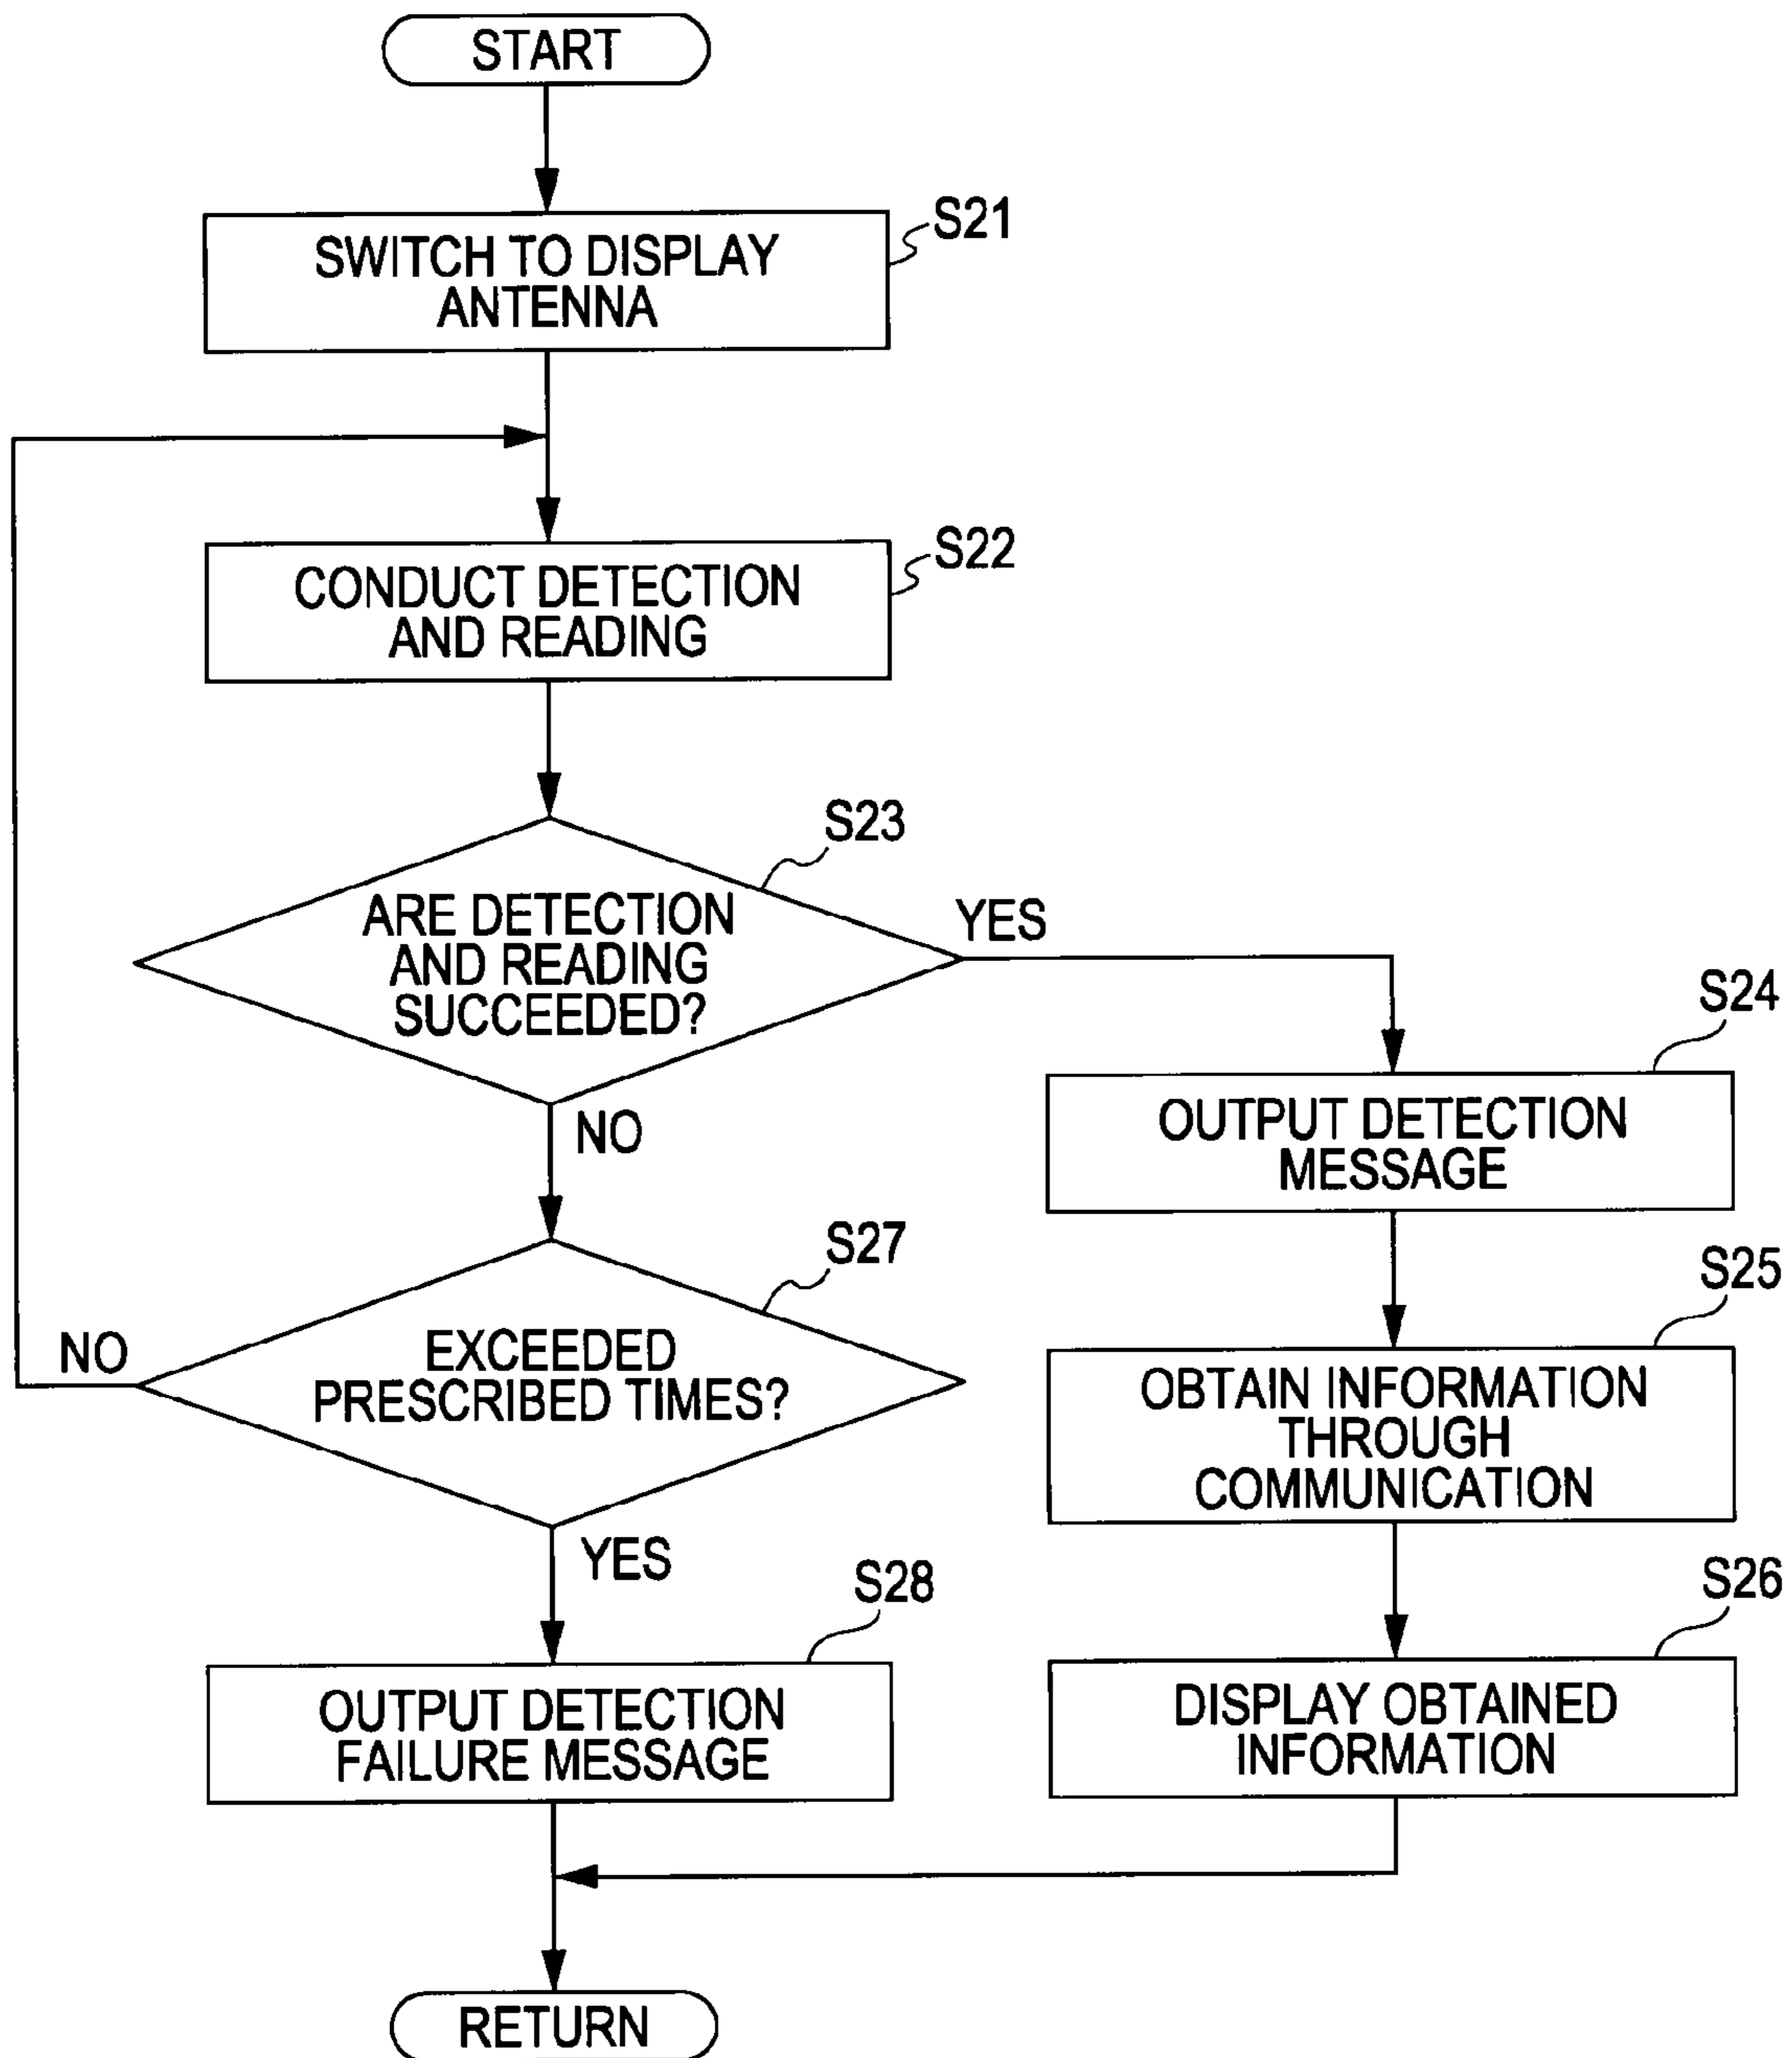 START
S21
SWITCH TO DISPLAY
ANTENNA
S22
CONDUCT DETECTION
AND READING
S23
ARE DETECTION
AND READING
SUCCEEDED?
YES
NO
S24
OUTPUT DETECTION
MESSAGE
S25
OBTAIN INFORMATION
THROUGH
COMMUNICATION
S26
DISPLAY OBTAINED
INFORMATION
S27
EXCEEDED
PRESCRIBED TIMES?
NO
YES
S28
OUTPUT DETECTION
FAILURE MESSAGE
RETURN